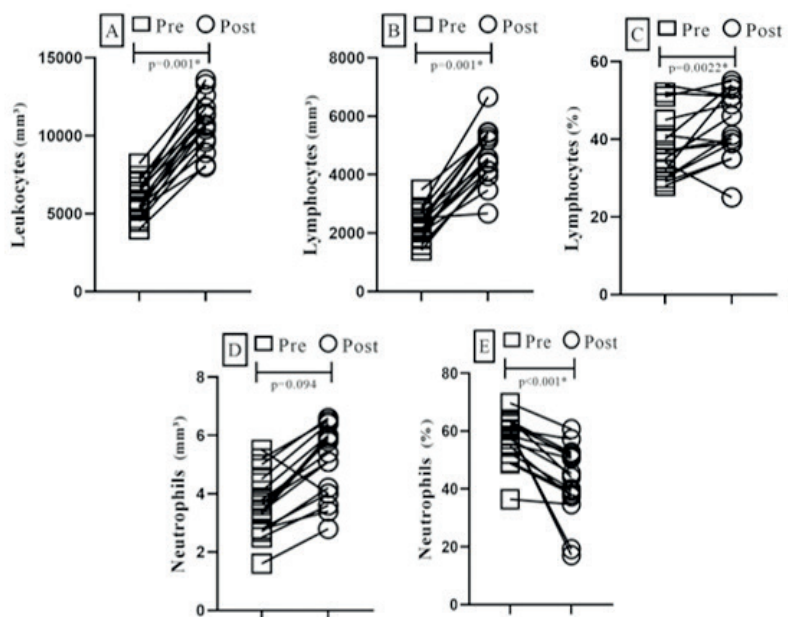 A □ Pre ○ Post
p=0.001*
Leukocytes (mm³)
15000
10000
5000
0
B □ Pre ○ Post
p=0.001*
Lymphocytes (mm³)
8000
6000
4000
2000
0
C □ Pre ○ Post
p=0.0022*
Lymphocytes (%)
60
40
20
0
D □ Pre ○ Post
p=0.094
Neutrophils (mm³)
8
6
4
2
0
E □ Pre ○ Post
p<0.001*
Neutrophils (%)
80
60
40
20
0